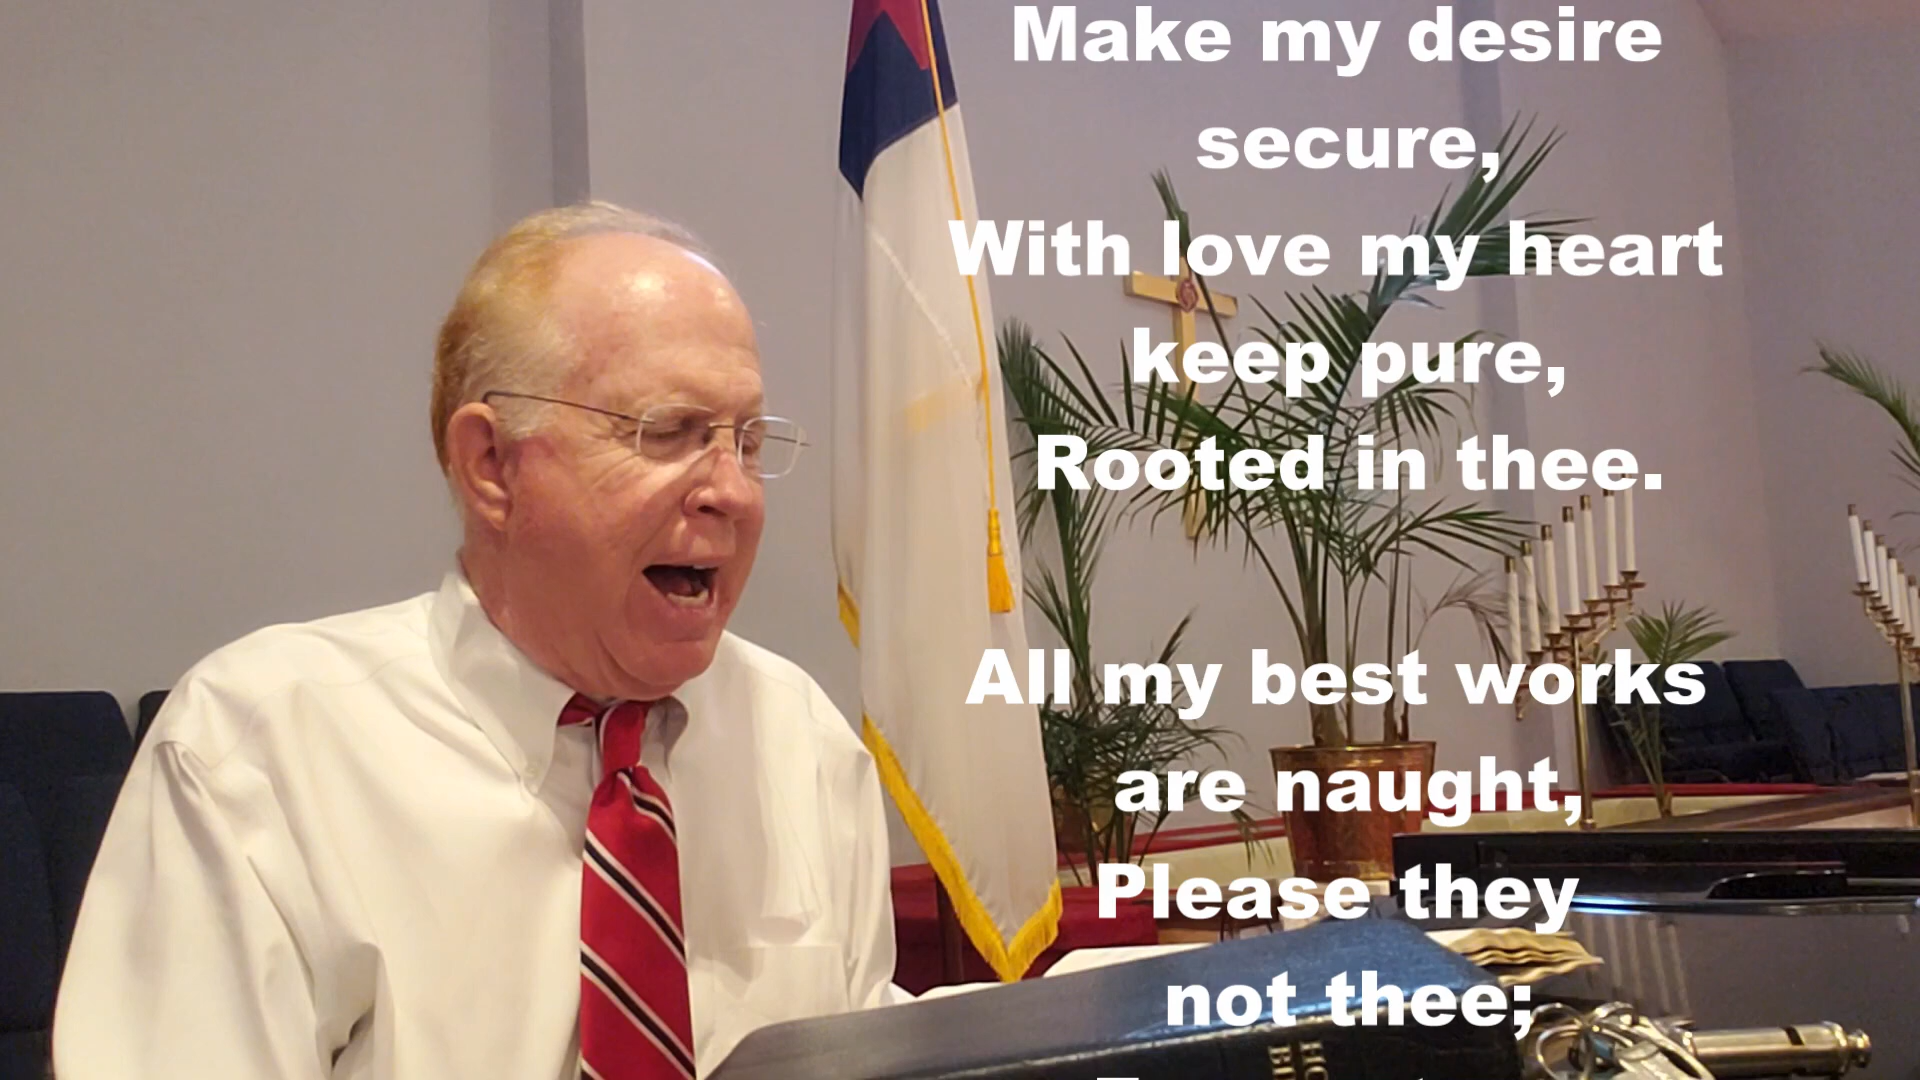 Make my desire
secure,
With love my heart
keep pure,
Rooted in thee.
All my best works
are naught,
Please they
not thee;